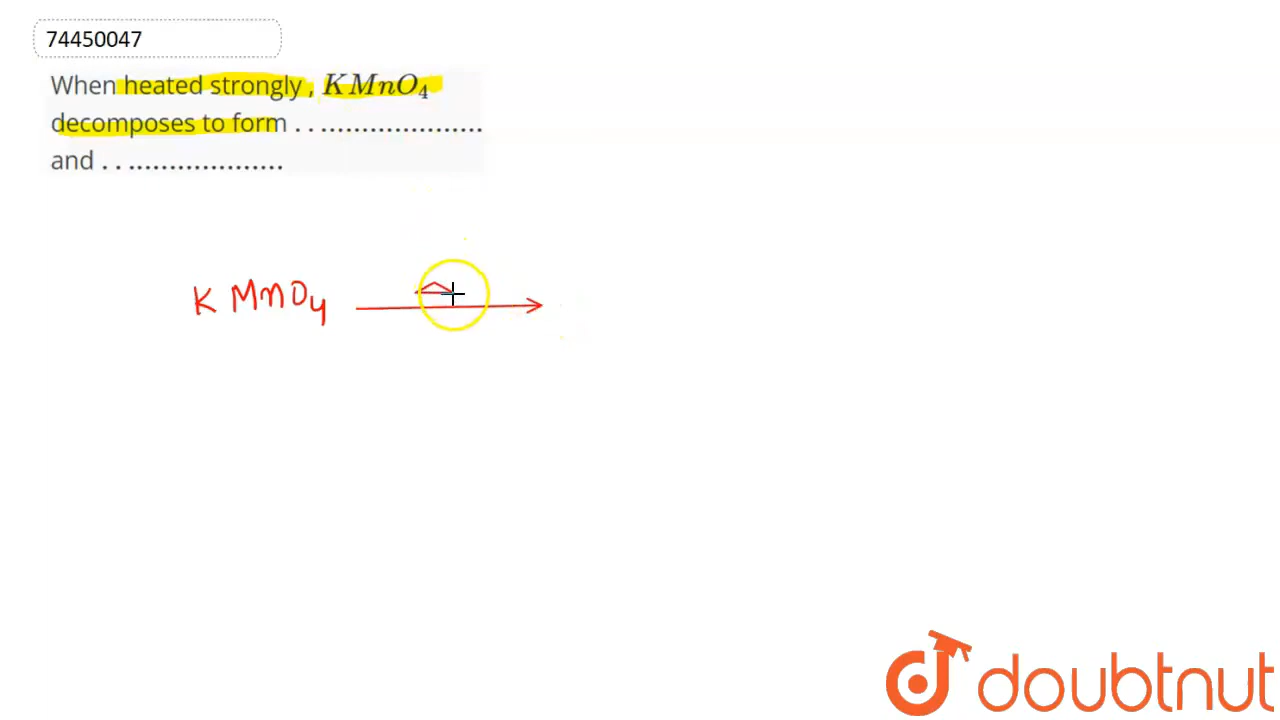 74450047
When heated strongly , KMnO4
decomposes to form . . ....................
and . . ...................
K MnO4
doubtnut